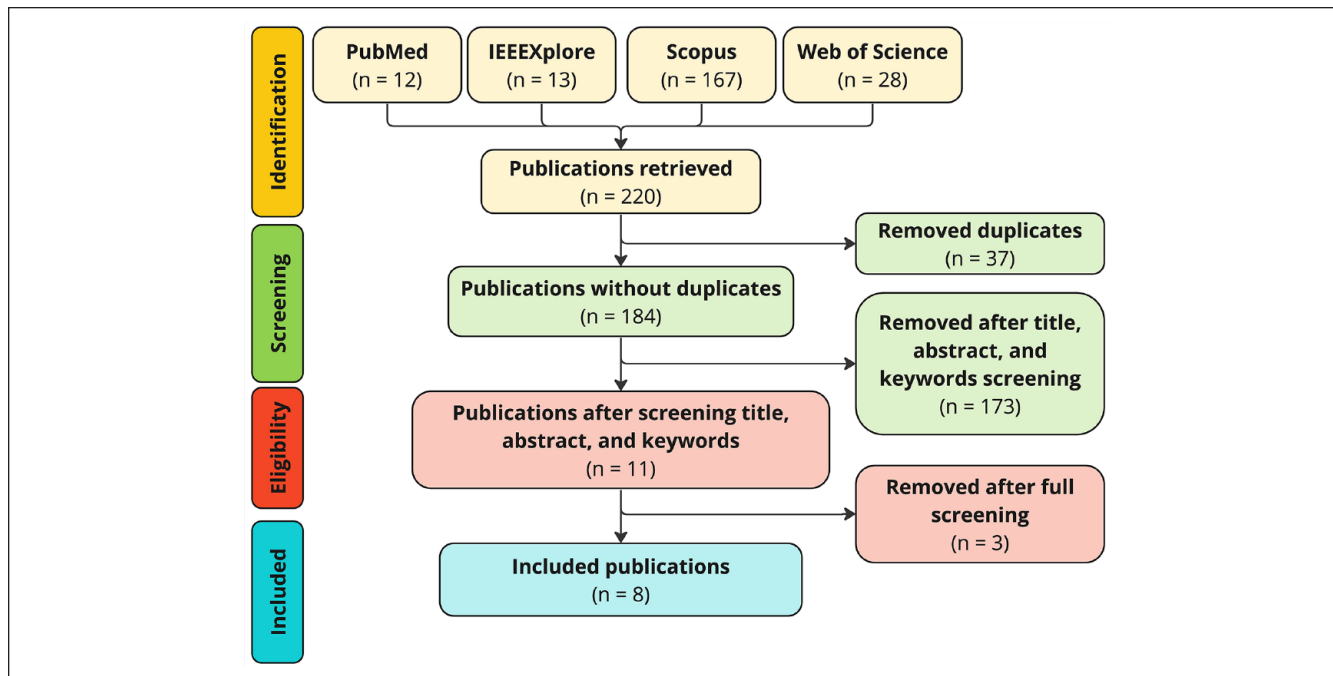 Identification
PubMed
(n = 12)
IEEEXplore
(n = 13)
Scopus
(n = 167)
Web of Science
(n = 28)
Publications retrieved
(n = 220)
Screening
Removed duplicates
(n = 37)
Publications without duplicates
(n = 184)
Removed after title,
abstract, and
keywords screening
(n = 173)
Eligibility
Publications after screening title,
abstract, and keywords
(n = 11)
Removed after full
screening
(n = 3)
Included
Included publications
(n = 8)